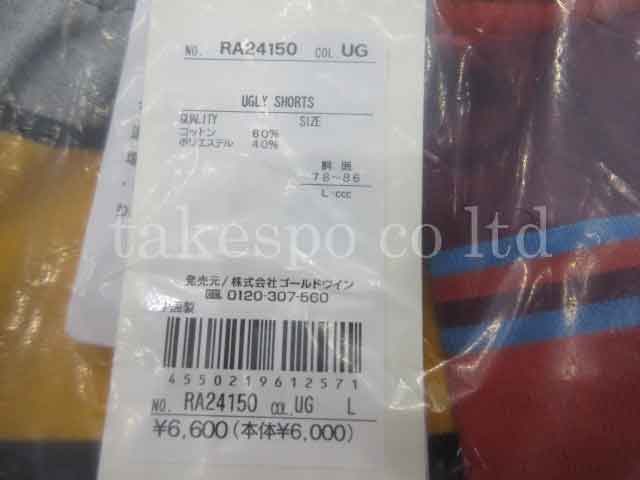 NO. RA24150 COL. UG
UGLY SHORTS
QUALITY SIZE
コットン 60%
ポリエステル 40%
胴囲
78-86
L ccc
takespo co ltd
発売元/株式会社ゴールドウイン
0120-307-560
中国製
4550219612571
NO. RA24150 COL. UG L
¥6,600(本体¥6,000)